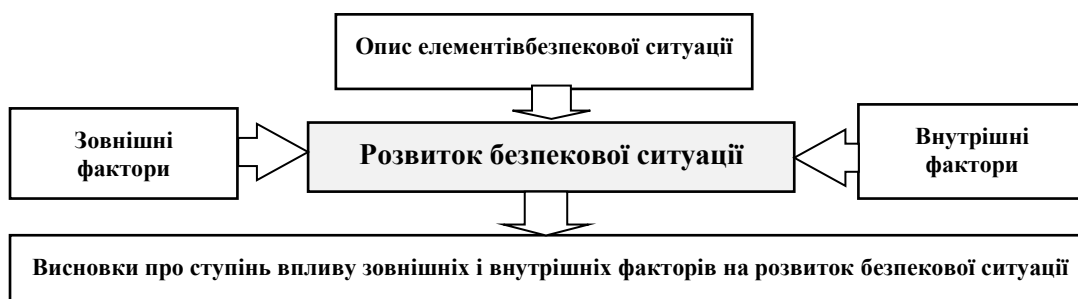 Опис елементівбезпекової ситуації
Зовнішні
фактори
Розвиток безпекової ситуації
Внутрішні
фактори
Висновки про ступінь впливу зовнішніх і внутрішніх факторів на розвиток безпекової ситуації